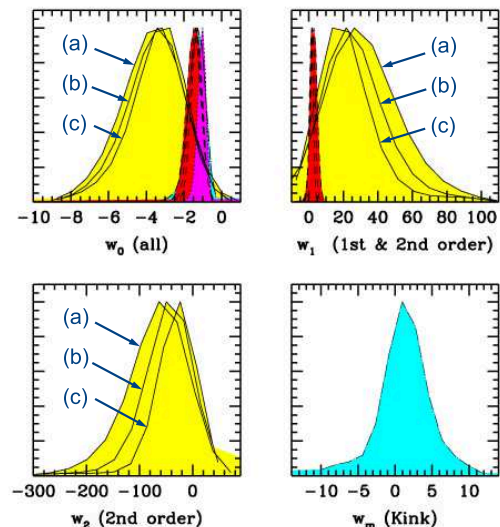 (a)
(b)
(c)
-10 -8 -6 -4 -2 0
w₀ (all)
(a)
(b)
(c)
0 20 40 60 80 100
w₁ (1st & 2nd order)
(a)
(b)
(c)
-300 -200 -100 0
w₂ (2nd order)
-10 -5 0 5 10
wₘ (Kink)